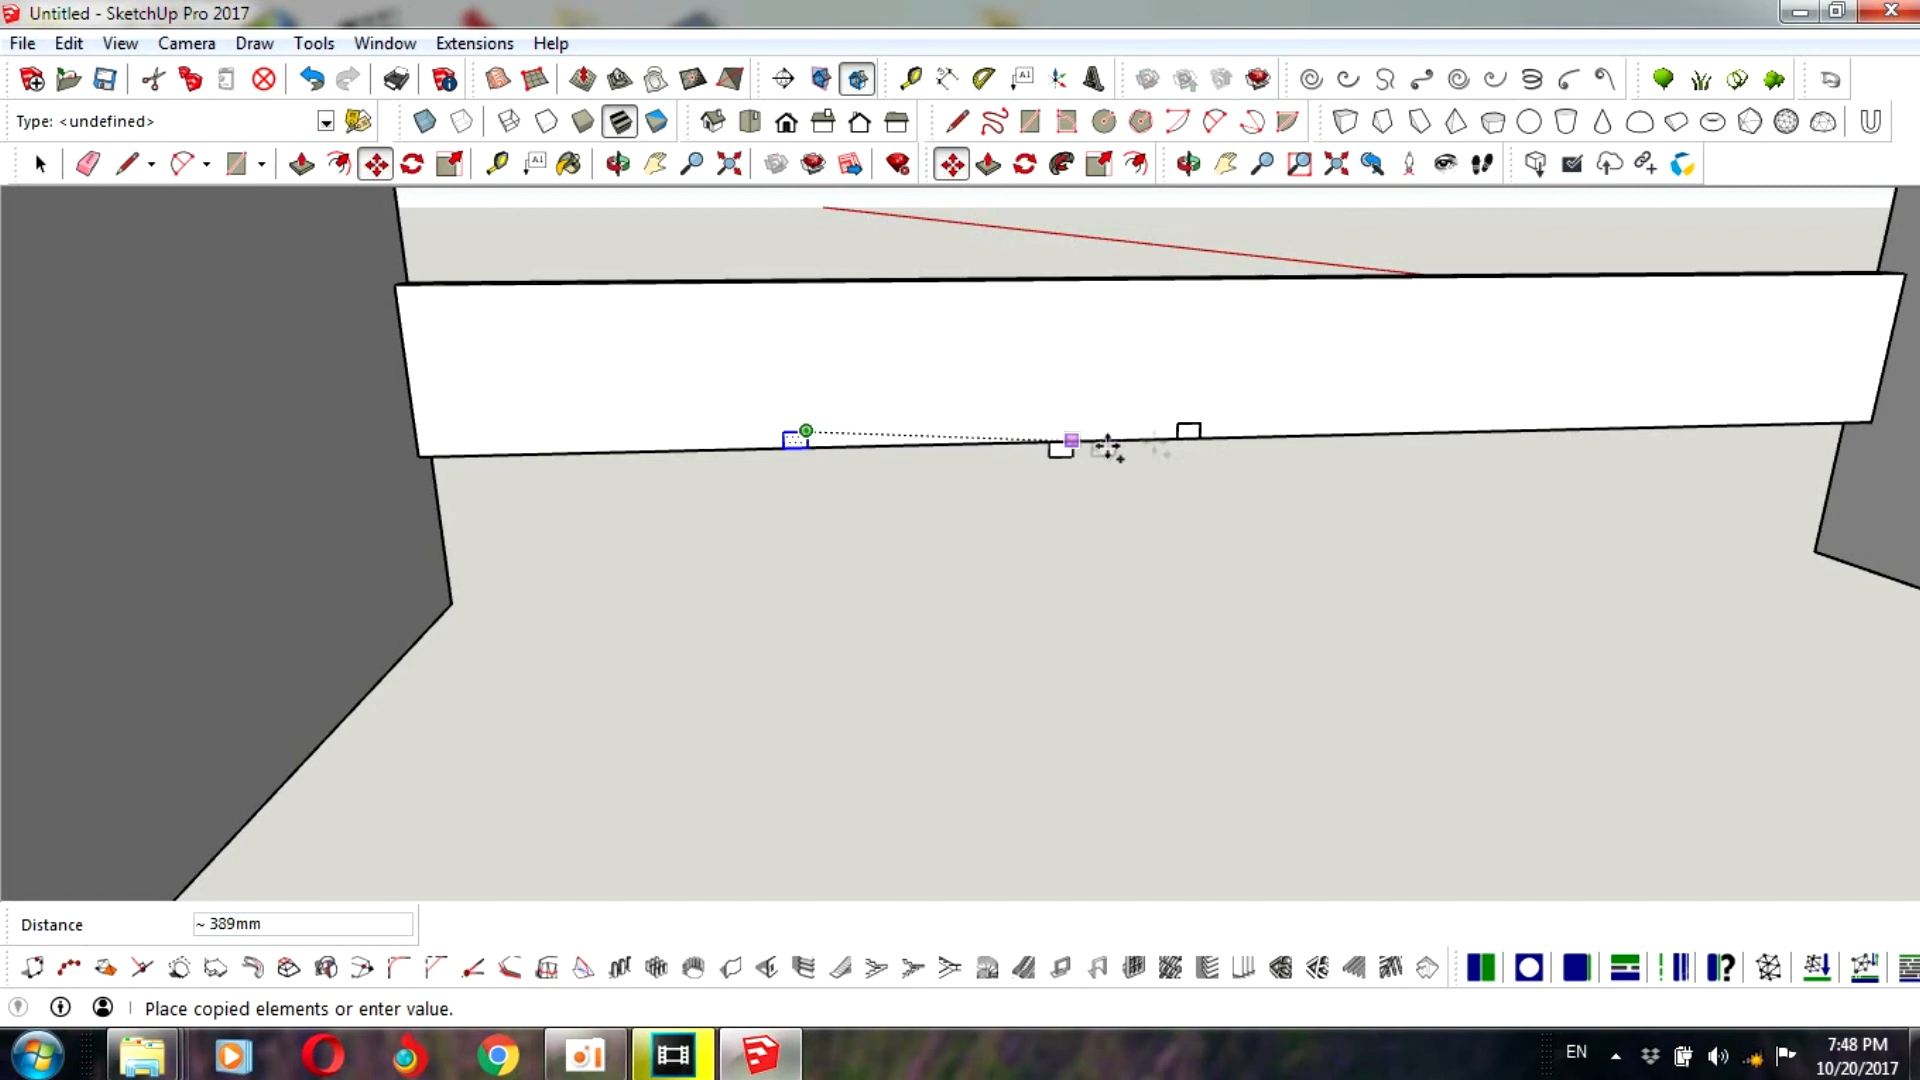 Untitled - SketchUp Pro 2017
File Edit View Camera Draw Tools Window Extensions Help
Type: <undefined>
Distance ~ 389mm
Place copied elements or enter value.
EN
7:48 PM
10/20/2017